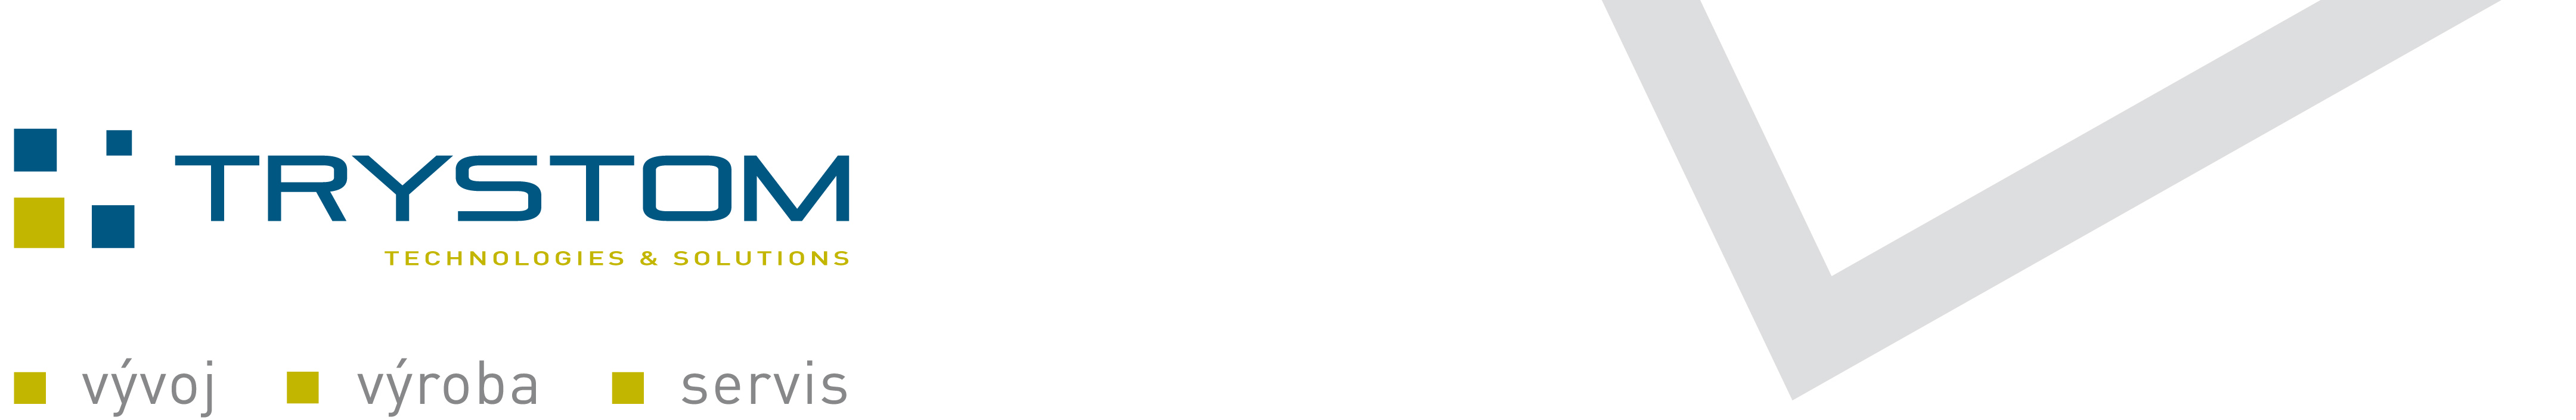 TRYSTOM
TECHNOLOGIES & SOLUTIONS
vývoj výroba servis